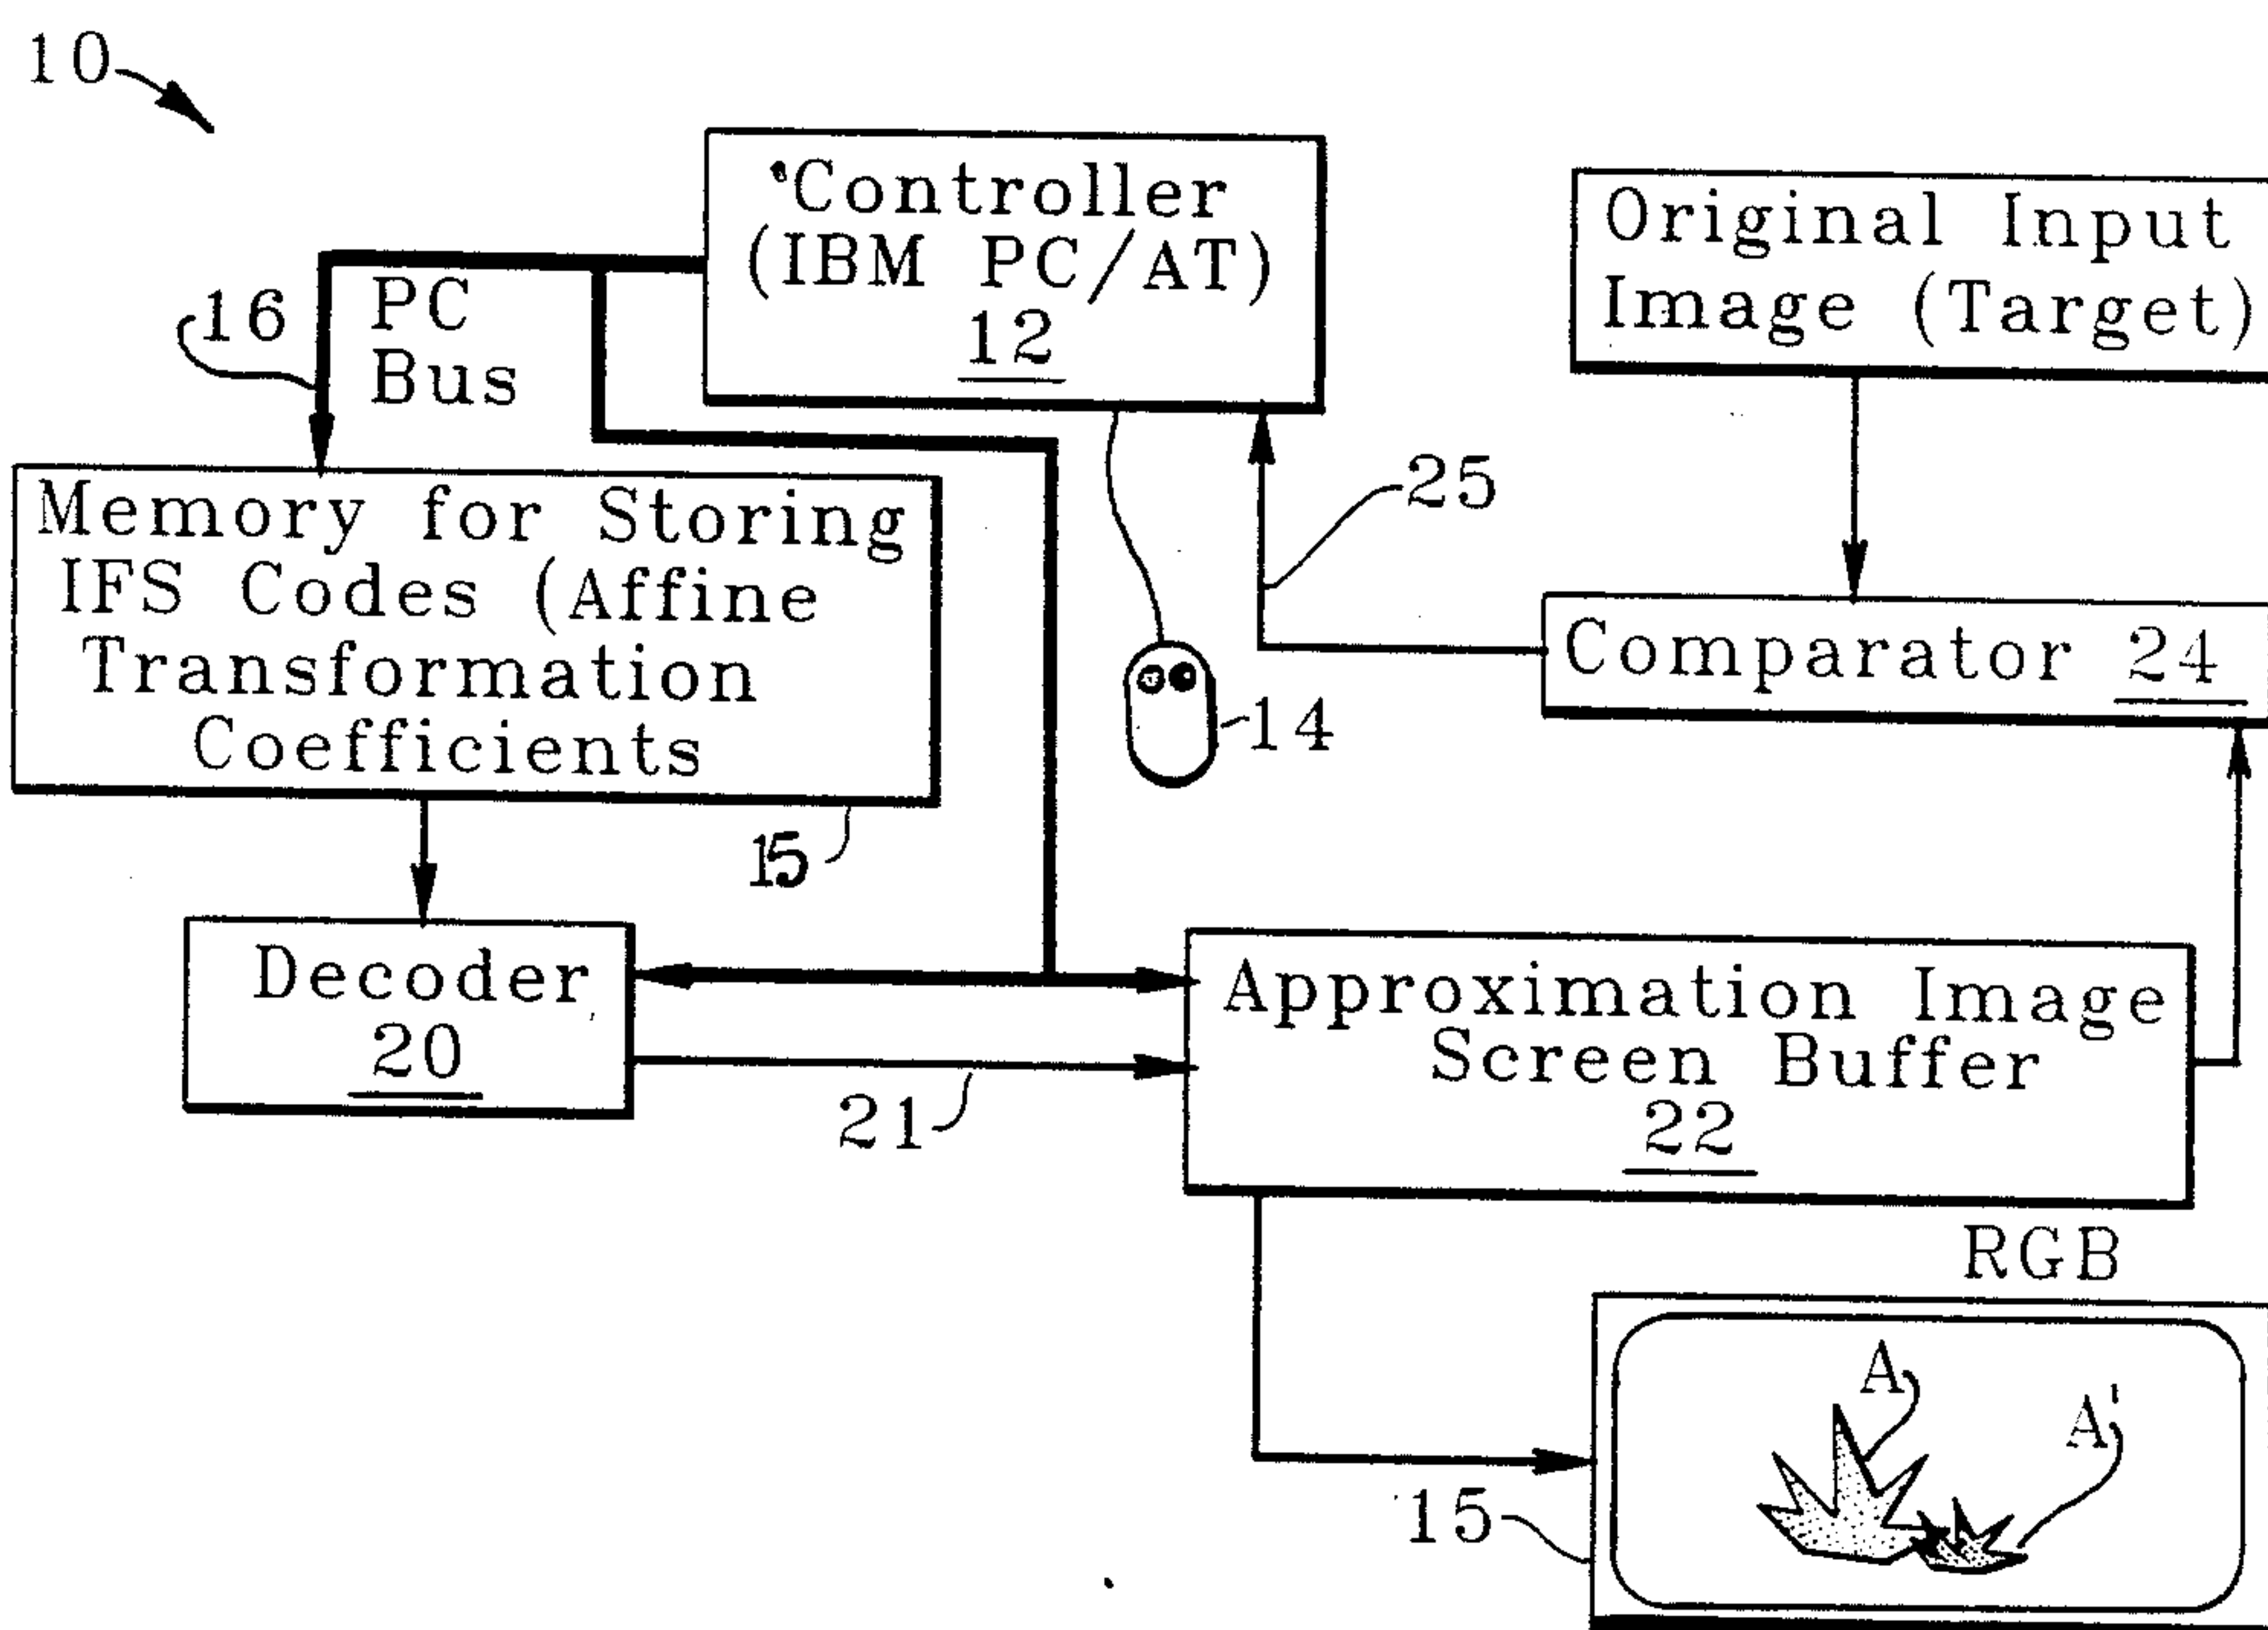 10
Controller
(IBM PC/AT)
12
Original Input
Image (Target)
16
PC
Bus
25
Memory for Storing
IFS Codes (Affine
Transformation
Coefficients
15
14
Comparator 24
Decoder
20
21
Approximation Image
Screen Buffer
22
RGB
A
A'
15